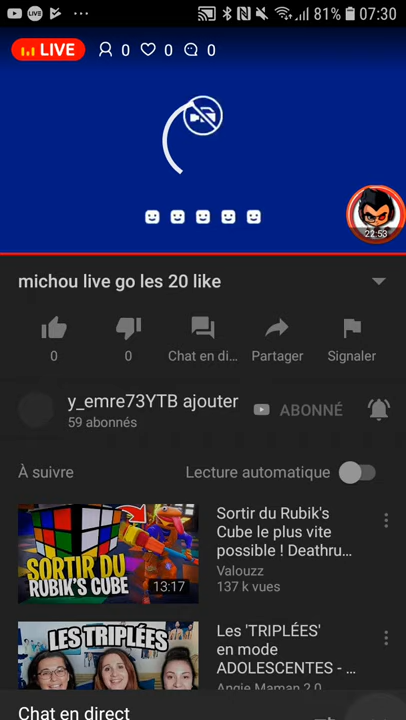 LIVE
81% 07:30
LIVE 0 0 0
22:53
michou live go les 20 like
0 0 Chat en di... Partager Signaler
y_emre73YTB ajouter
59 abonnés
ABONNÉ
À suivre Lecture automatique
SORTIR DU
RUBIK'S CUBE
13:17
Sortir du Rubik's
Cube le plus vite
possible ! Deathru...
Valouzz
137 k vues
LES TRIPLÉES
Les 'TRIPLÉES'
en mode
ADOLESCENTES - ...
Angie Maman 2.0
Chat en direct